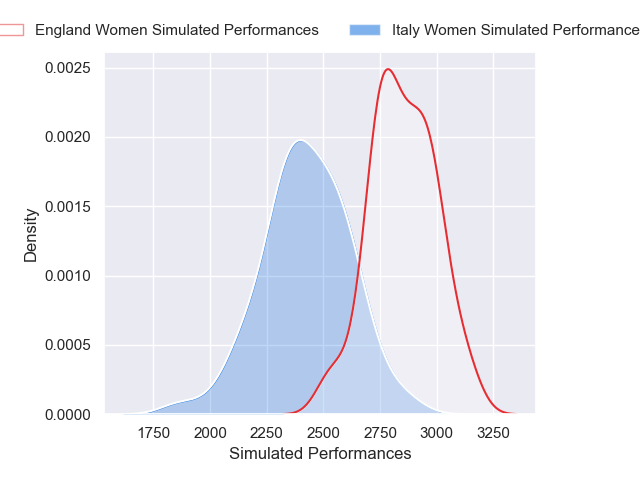 England Women Simulated Performances Italy Women Simulated Performance
0.0025
0.0020
0.0015
0.0010
0.0005
0.0000
Density
1750 2000 2250 2500 2750 3000 3250
Simulated Performances